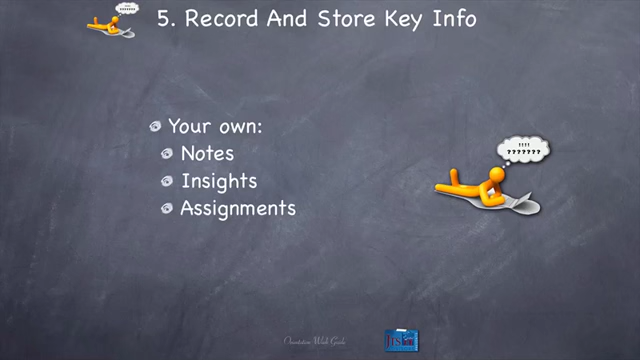 5. Record And Store Key Info
Your own:
Notes
Insights
Assignments
!!!!
???????